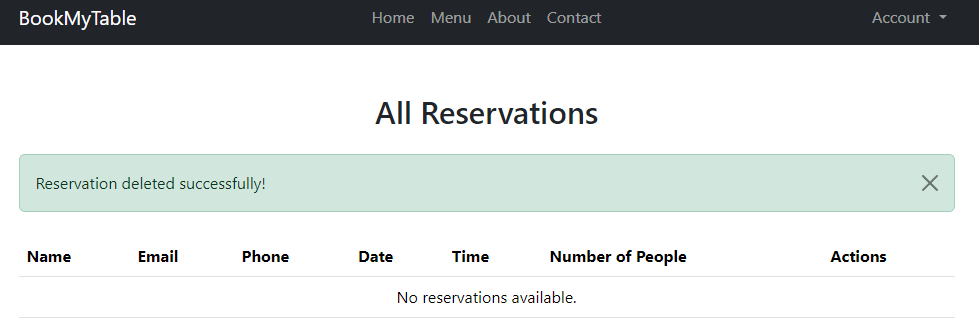 BookMyTable Home Menu About Contact Account
All Reservations
Reservation deleted successfully!
Name Email Phone Date Time Number of People Actions
No reservations available.